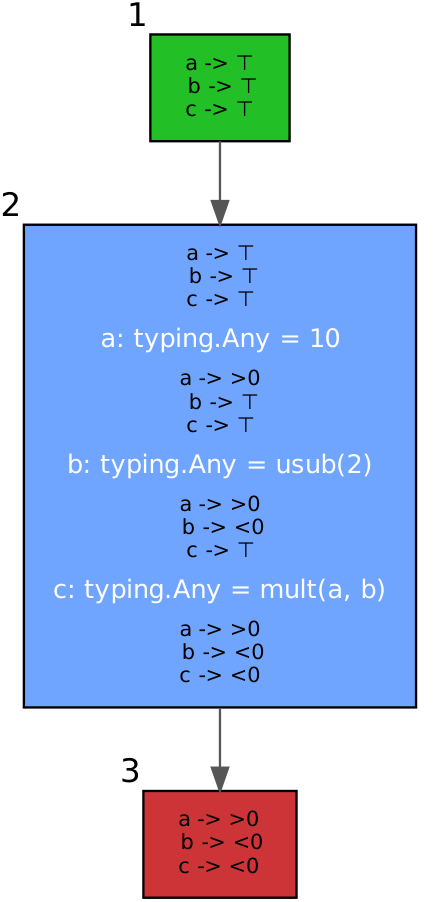 1
a -> ⊤
b -> ⊤
c -> ⊤
2
a -> ⊤
b -> ⊤
c -> ⊤
a: typing.Any = 10
a -> >0
b -> ⊤
c -> ⊤
b: typing.Any = usub(2)
a -> >0
b -> <0
c -> ⊤
c: typing.Any = mult(a, b)
a -> >0
b -> <0
c -> <0
3
a -> >0
b -> <0
c -> <0